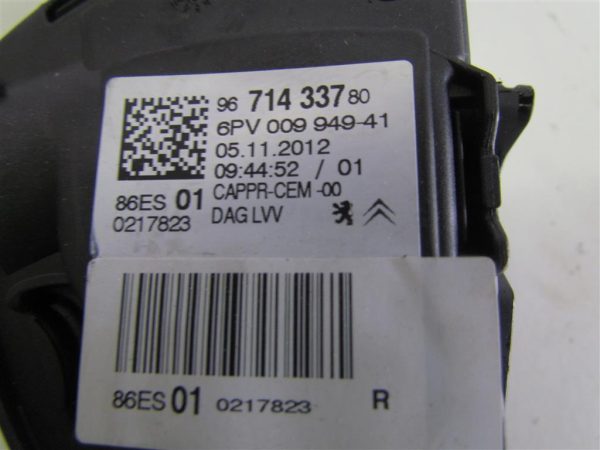 96 714 337 80
6PV 009 949-41
05.11.2012
09:44:52 / 01
86ES 01 CAPPR-CEM -00
0217823 DAG LVV
86ES 01 0217823 R